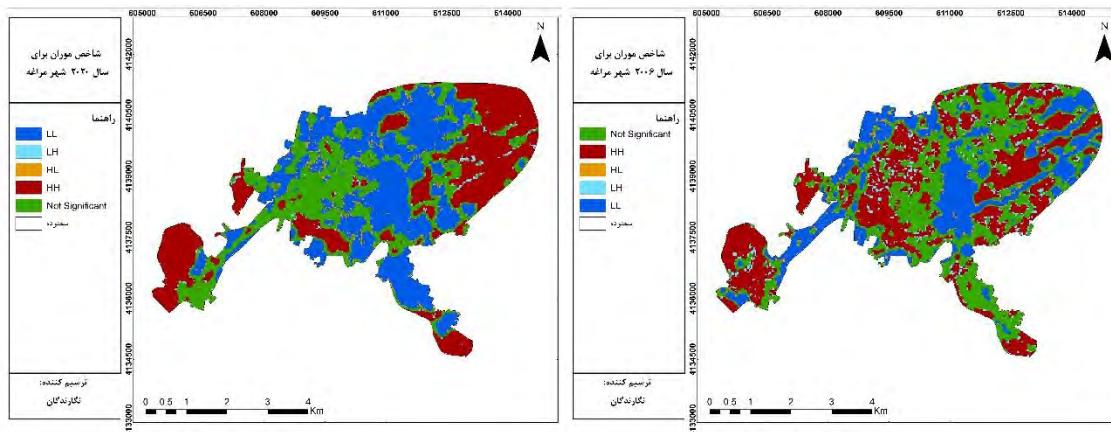 605000 606500 608000 609500 611000 612500 614000
شاخص موران برای
سال ۲۰۲۰ شهر مراغه
راهنما
LL
LH
HL
HH
Not Significant
محدوده
ترسیم کننده:
نگارندگان
4142000
4140500
4139000
4137500
4136000
4134500
133000
N
0 0.5 1 2 3 4
Km
605000 606500 608000 609500 611000 612500 614000
شاخص موران برای
سال ۲۰۰۶ شهر مراغه
راهنما
Not Significant
HH
HL
LH
LL
محدوده
ترسیم کننده:
نگارندگان
4142000
4140500
4139000
4137500
4136000
4134500
133000
N
0 0.5 1 2 3 4
Km